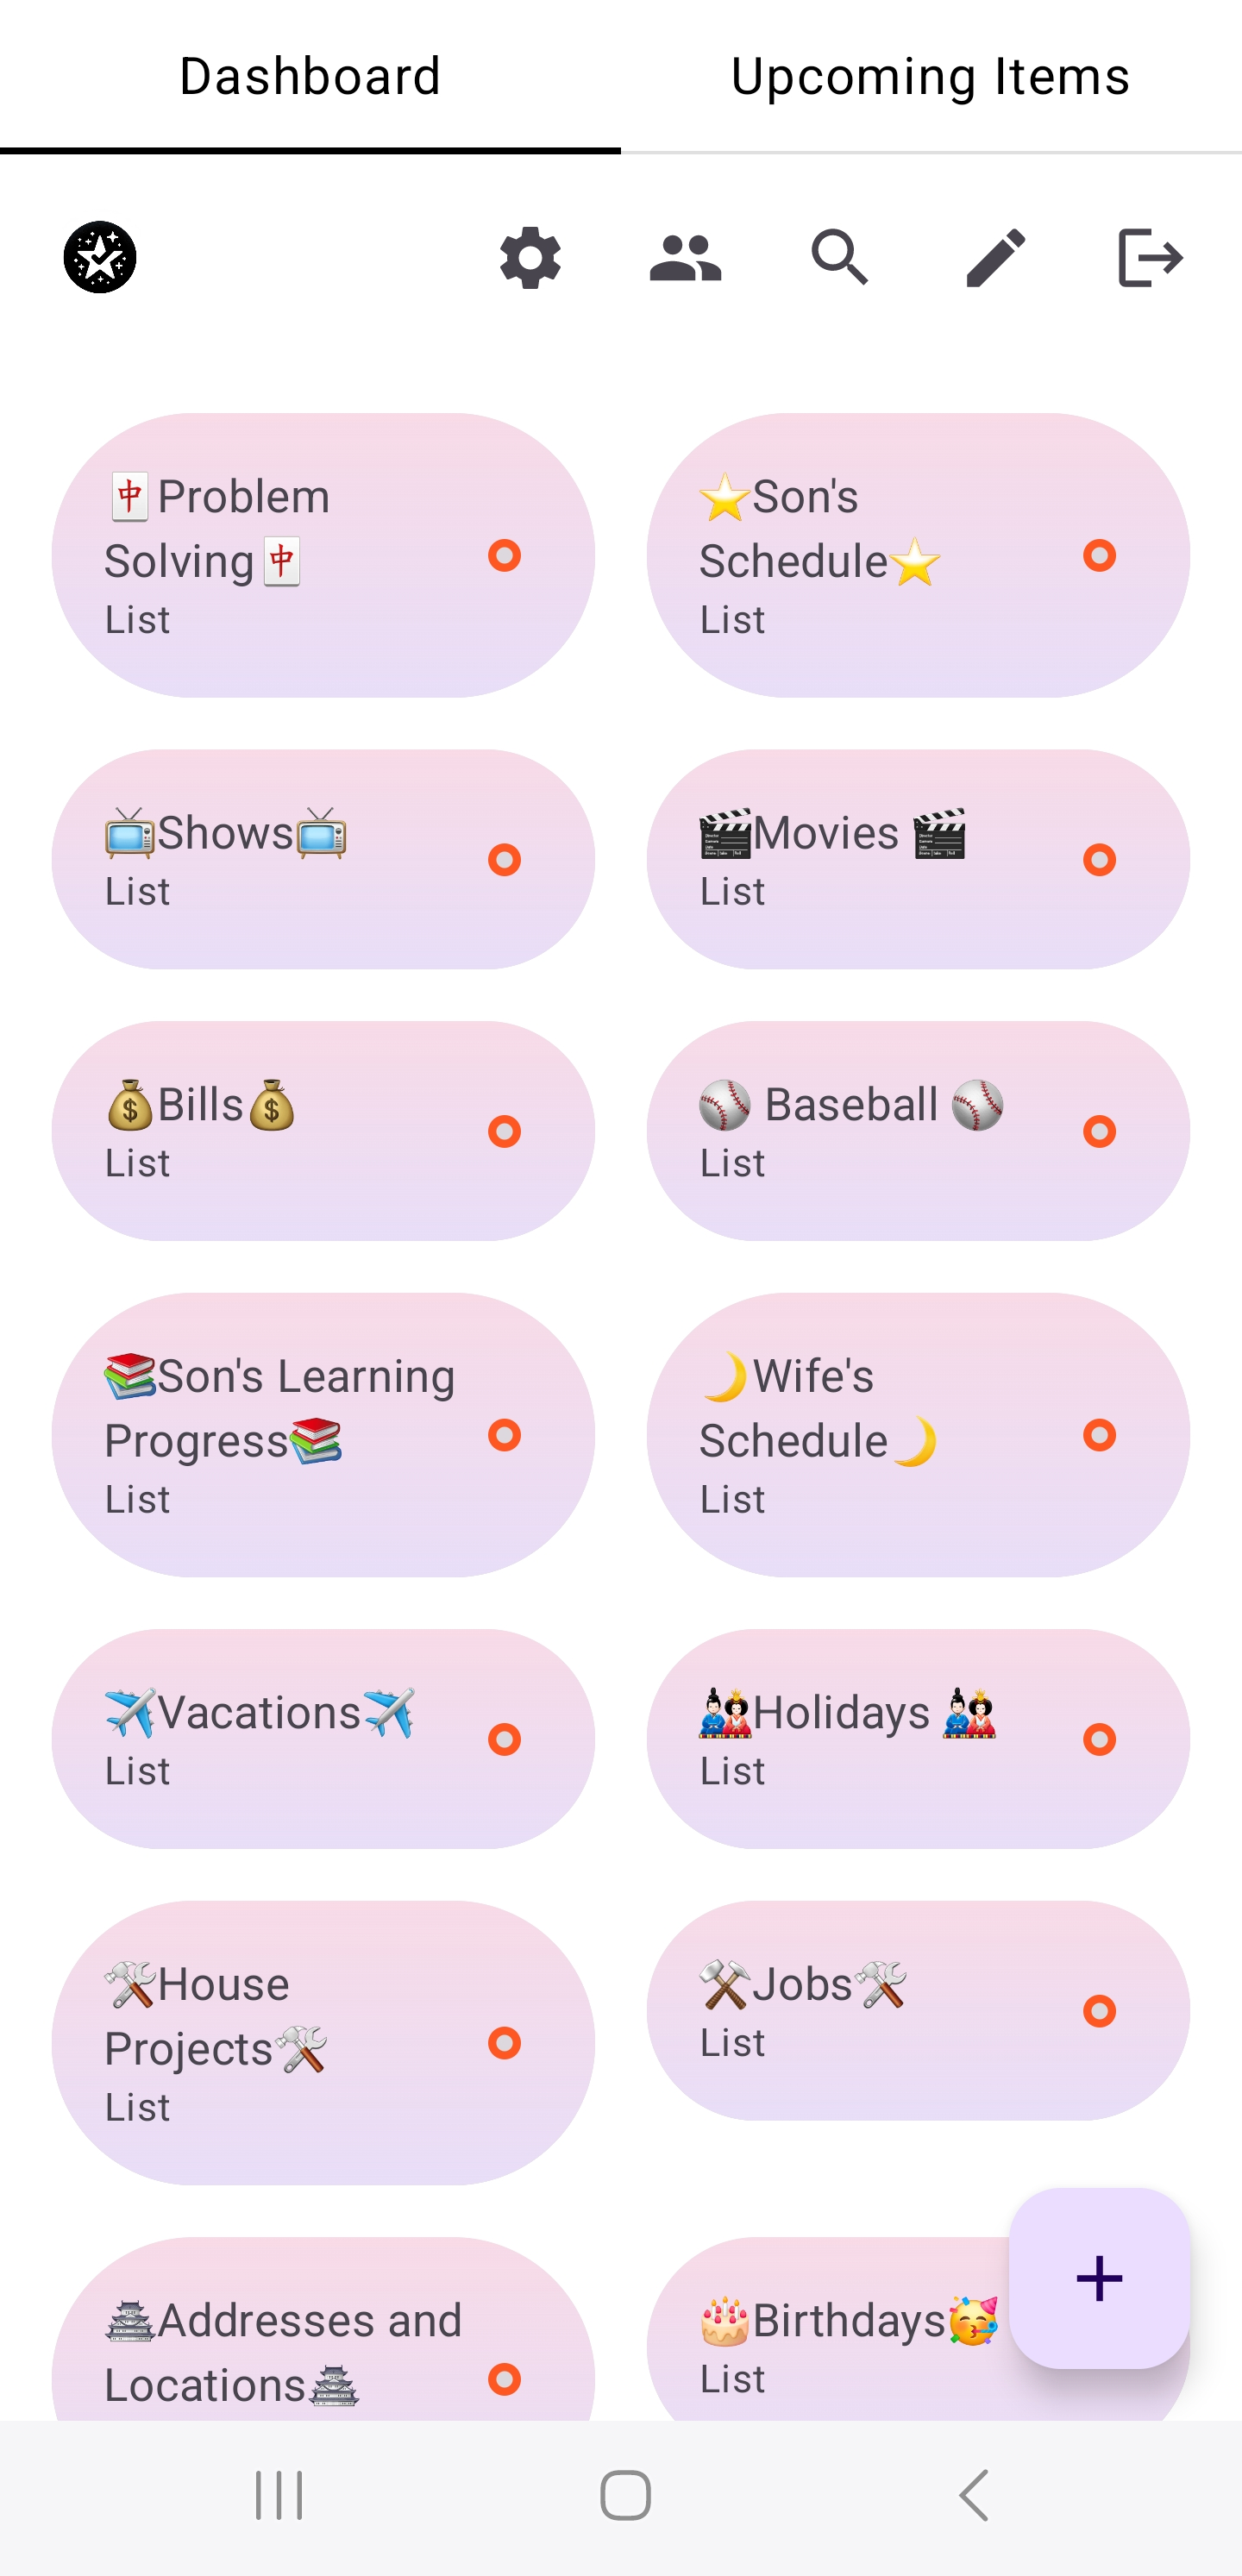 Dashboard
Upcoming Items
🀄Problem
Solving🀄
List
⭐Son's
Schedule⭐
List
📺Shows📺
List
🎬Movies 🎬
List
💰Bills💰
List
⚾ Baseball ⚾
List
📚Son's Learning
Progress📚
List
🌙Wife's
Schedule🌙
List
✈️Vacations✈️
List
🎎Holidays 🎎
List
🛠️House
Projects🛠️
List
⚒️Jobs🛠️
List
🏯Addresses and
Locations🏯
🎂Birthdays🥳
List